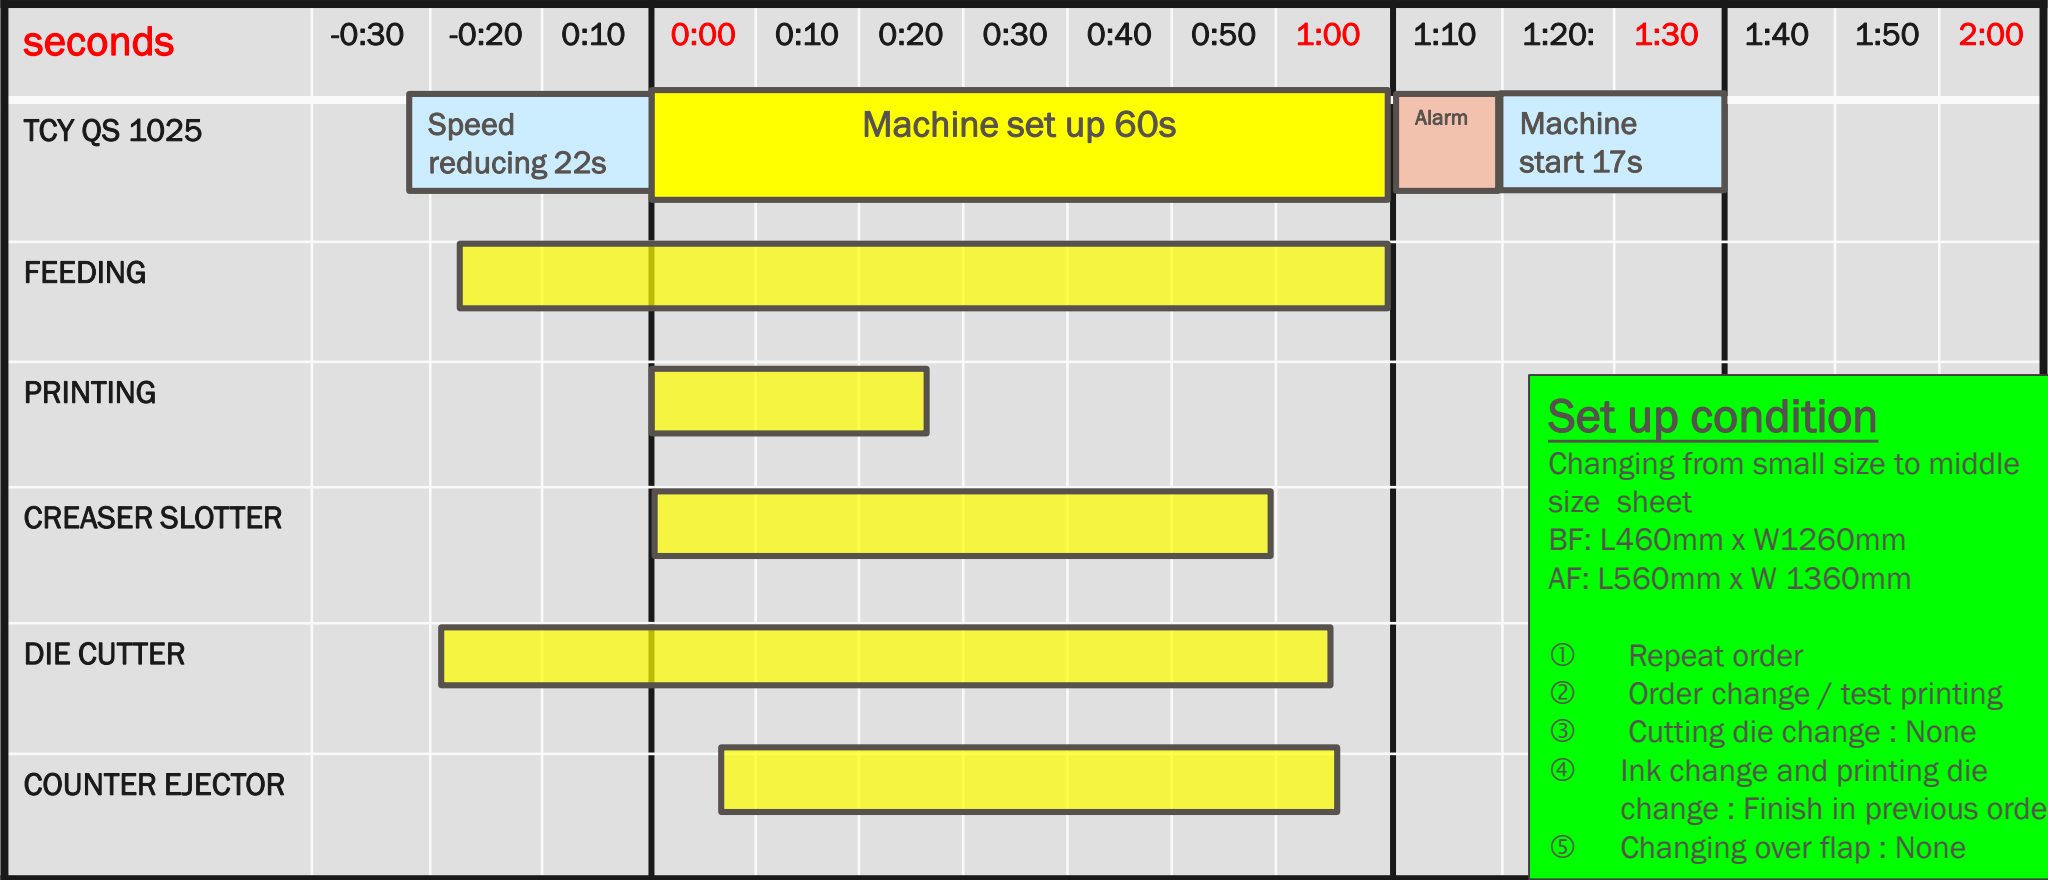 seconds -0:30 -0:20 0:10 0:00 0:10 0:20 0:30 0:40 0:50 1:00 1:10 1:20: 1:30 1:40 1:50 2:00
TCY QS 1025
Speed
reducing 22s
Machine set up 60s
Alarm
Machine
start 17s
FEEDING
PRINTING
CREASER SLOTTER
DIE CUTTER
COUNTER EJECTOR
Set up condition
Changing from small size to middle
size sheet
BF: L460mm x W1260mm
AF: L560mm x W 1360mm
① Repeat order
② Order change / test printing
③ Cutting die change : None
④ Ink change and printing die
change : Finish in previous orde
⑤ Changing over flap : None